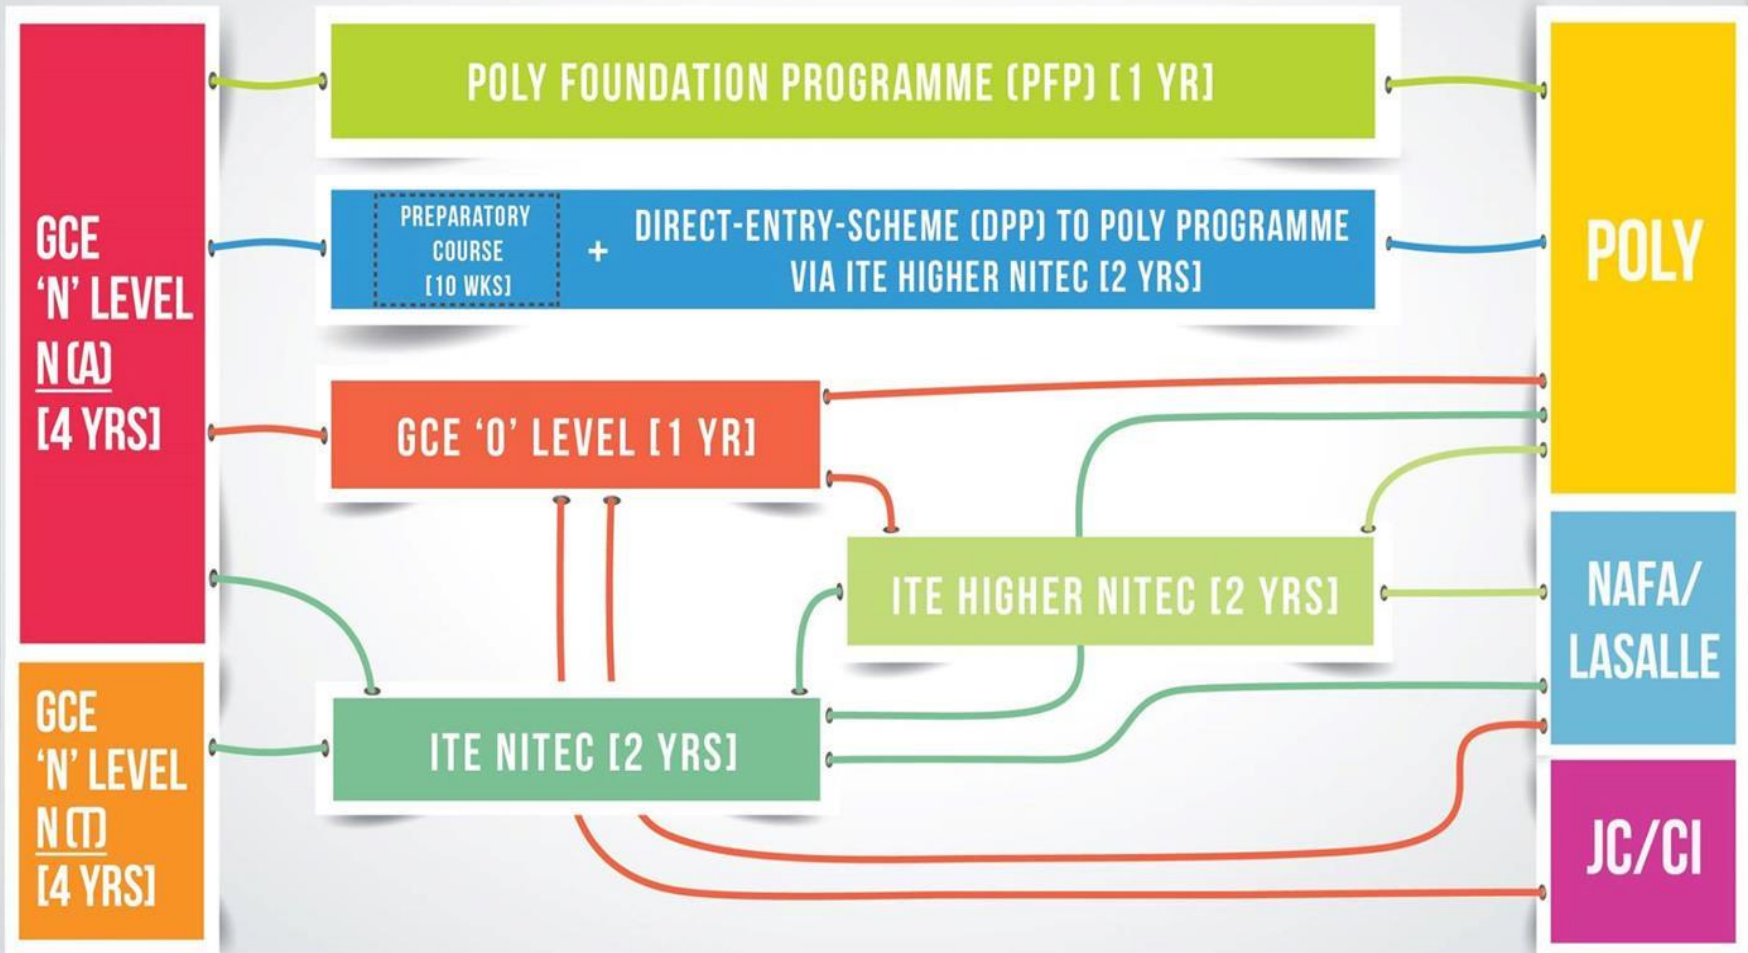 GCE
‘N’ LEVEL
N (A)
[4 YRS]
GCE
‘N’ LEVEL
N (T)
[4 YRS]
POLY FOUNDATION PROGRAMME (PFP) [1 YR]
PREPARATORY
COURSE
[10 WKS]
+
DIRECT-ENTRY-SCHEME (DPP) TO POLY PROGRAMME
VIA ITE HIGHER NITEC [2 YRS]
GCE ‘O’ LEVEL [1 YR]
ITE HIGHER NITEC [2 YRS]
ITE NITEC [2 YRS]
POLY
NAFA/
LASALLE
JC/CI